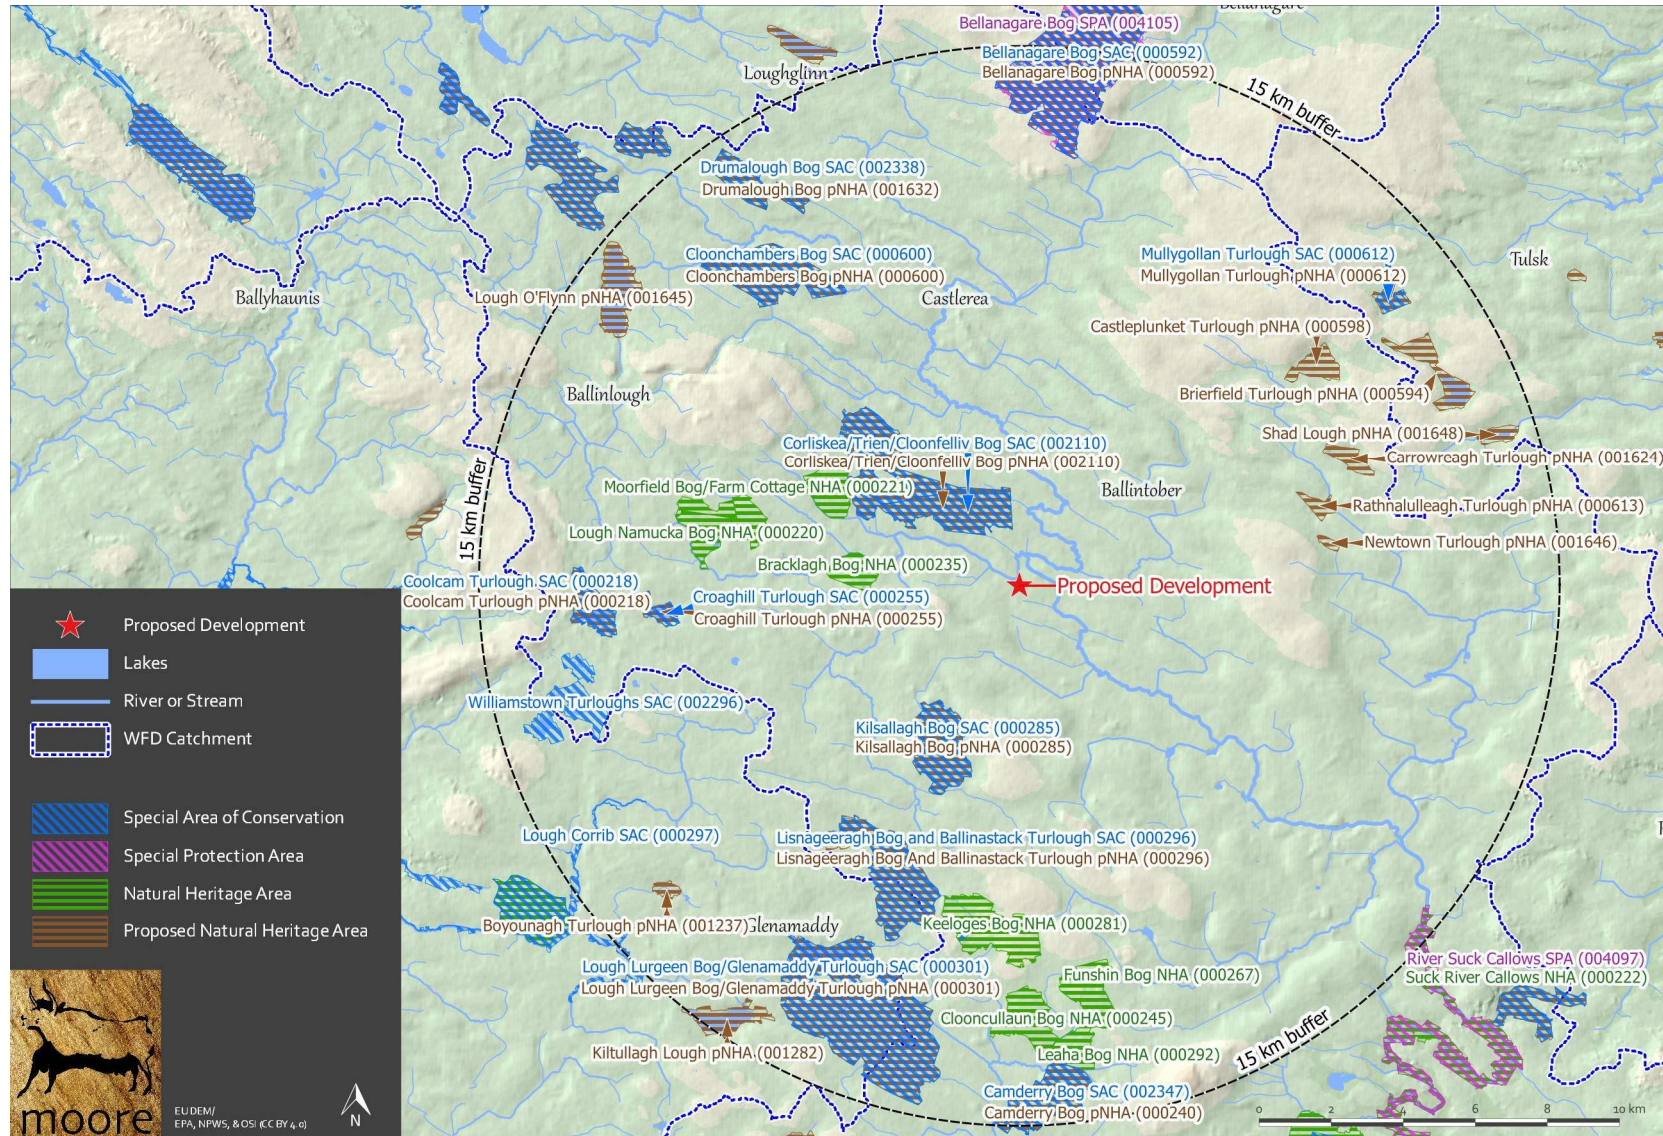 Bellanagare
Bellanagare Bog SPA (004105)
Bellanagare Bog SAC (000592)
Bellanagare Bog pNHA (000592)
Loughglinn
15 km buffer
Drumalough Bog SAC (002338)
Drumalough Bog pNHA (001632)
Cloonchambers Bog SAC (000600)
Cloonchambers Bog pNHA (000600)
Mullygollan Turlough SAC (000612)
Mullygollan Turlough pNHA (000612)
Tulsk
Ballyhaunis
Lough O'Flynn pNHA (001645)
Castlerea
Castleplunket Turlough pNHA (000598)
Ballinlough
Brierfield Turlough pNHA (000594)
Shad Lough pNHA (001648)
Corliskea/Trien/Cloonfelliv Bog SAC (002110)
Corliskea/Trien/Cloonfelliv Bog pNHA (002110)
Carrowreagh Turlough pNHA (001624)
Moorfield Bog/Farm Cottage NHA (000221)
Ballintober
15 km buffer
Rathnalulleagh Turlough pNHA (000613)
Lough Namucka Bog NHA (000220)
Newtown Turlough pNHA (001646)
Bracklagh Bog NHA (000235)
Proposed Development
Coolcam Turlough SAC (000218)
Coolcam Turlough pNHA (000218)
Croaghill Turlough SAC (000255)
Croaghill Turlough pNHA (000255)
Williamstown Turloughs SAC (002296)
Kilsallagh Bog SAC (000285)
Kilsallagh Bog pNHA (000285)
Lough Corrib SAC (000297)
Lisnageeragh Bog and Ballinastack Turlough SAC (000296)
Lisnageeragh Bog And Ballinastack Turlough pNHA (000296)
Boyounagh Turlough pNHA (001237)
Glenamaddy
Keeloges Bog NHA (000281)
Lough Lurgeen Bog/Glenamaddy Turlough SAC (000301)
Lough Lurgeen Bog/Glenamaddy Turlough pNHA (000301)
Funshin Bog NHA (000267)
River Suck Callows SPA (004097)
Suck River Callows NHA (000222)
Clooncullaun Bog NHA (000245)
Kiltullagh Lough pNHA (001282)
Leaha Bog NHA (000292)
15 km buffer
Camderry Bog SAC (002347)
Camderry Bog pNHA (000240)
0 2 4 6 8 10 km
Proposed Development
Lakes
River or Stream
WFD Catchment
Special Area of Conservation
Special Protection Area
Natural Heritage Area
Proposed Natural Heritage Area
moore
EU DEM/
EPA, NPWS, & OSI (CC BY 4.0)
N